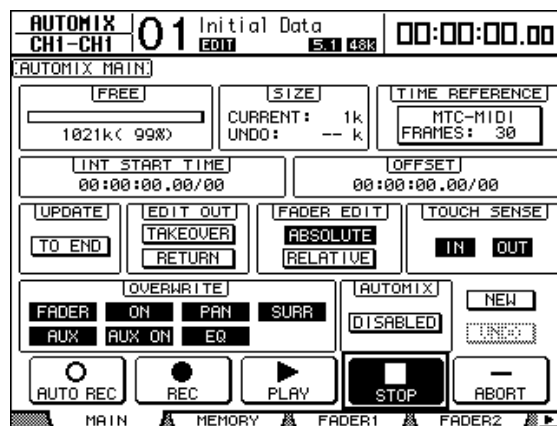 AUTOMIX
CH1-CH1
01 Initial Data
EDIT 5.1 48K
00:00:00.00
AUTOMIX MAIN
FREE
1021k( 99%)
SIZE
CURRENT: 1k
UNDO: -- k
TIME REFERENCE
MTC-MIDI
FRAMES: 30
INT START TIME
00:00:00.00/00
OFFSET
00:00:00.00/00
UPDATE
TO END
EDIT OUT
TAKEOVER
RETURN
FADER EDIT
ABSOLUTE
RELATIVE
TOUCH SENSE
IN OUT
OVERWRITE
FADER ON PAN SURR
AUX AUX ON EQ
AUTOMIX
DISABLED
NEW
UNDO
AUTO REC
REC
PLAY
STOP
ABORT
MAIN MEMORY FADER1 FADER2